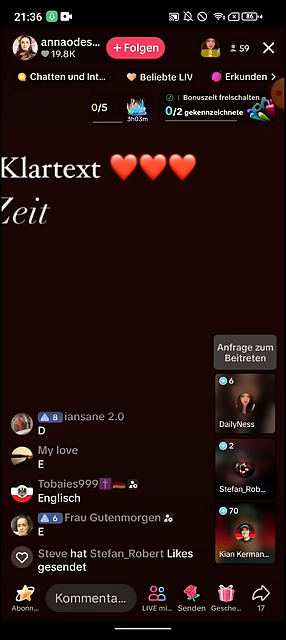 21:36
86
annaodes...
19.8K
+ Folgen
2
59
Chatten und Int...
Beliebte LIV
Erkunden
0/5
3h03m
Bonuszeit freischalten
0/2 gekennzeichnete
Klartext ❤️❤️❤️
Zeit
Anfrage zum
Beitreten
6
DailyNess
8 iansane 2.0
D
My love
E
2
Stefan_Rob...
Tobaies999✝️🇩🇪
Englisch
6 Frau Gutenmorgen
E
70
Kian Kerman...
Steve hat Stefan_Robert Likes
gesendet
Abonn...
Kommenta...
LIVE mi...
Senden
Gesche...
17